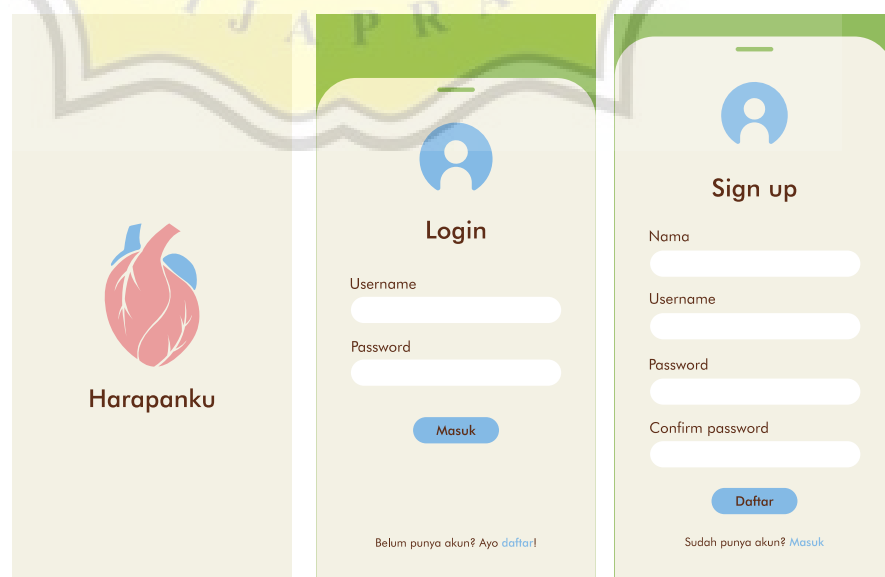 IJAPRA
Harapanku
Login
Username
Password
Masuk
Belum punya akun? Ayo daftar!
Sign up
Nama
Username
Password
Confirm password
Daftar
Sudah punya akun? Masuk